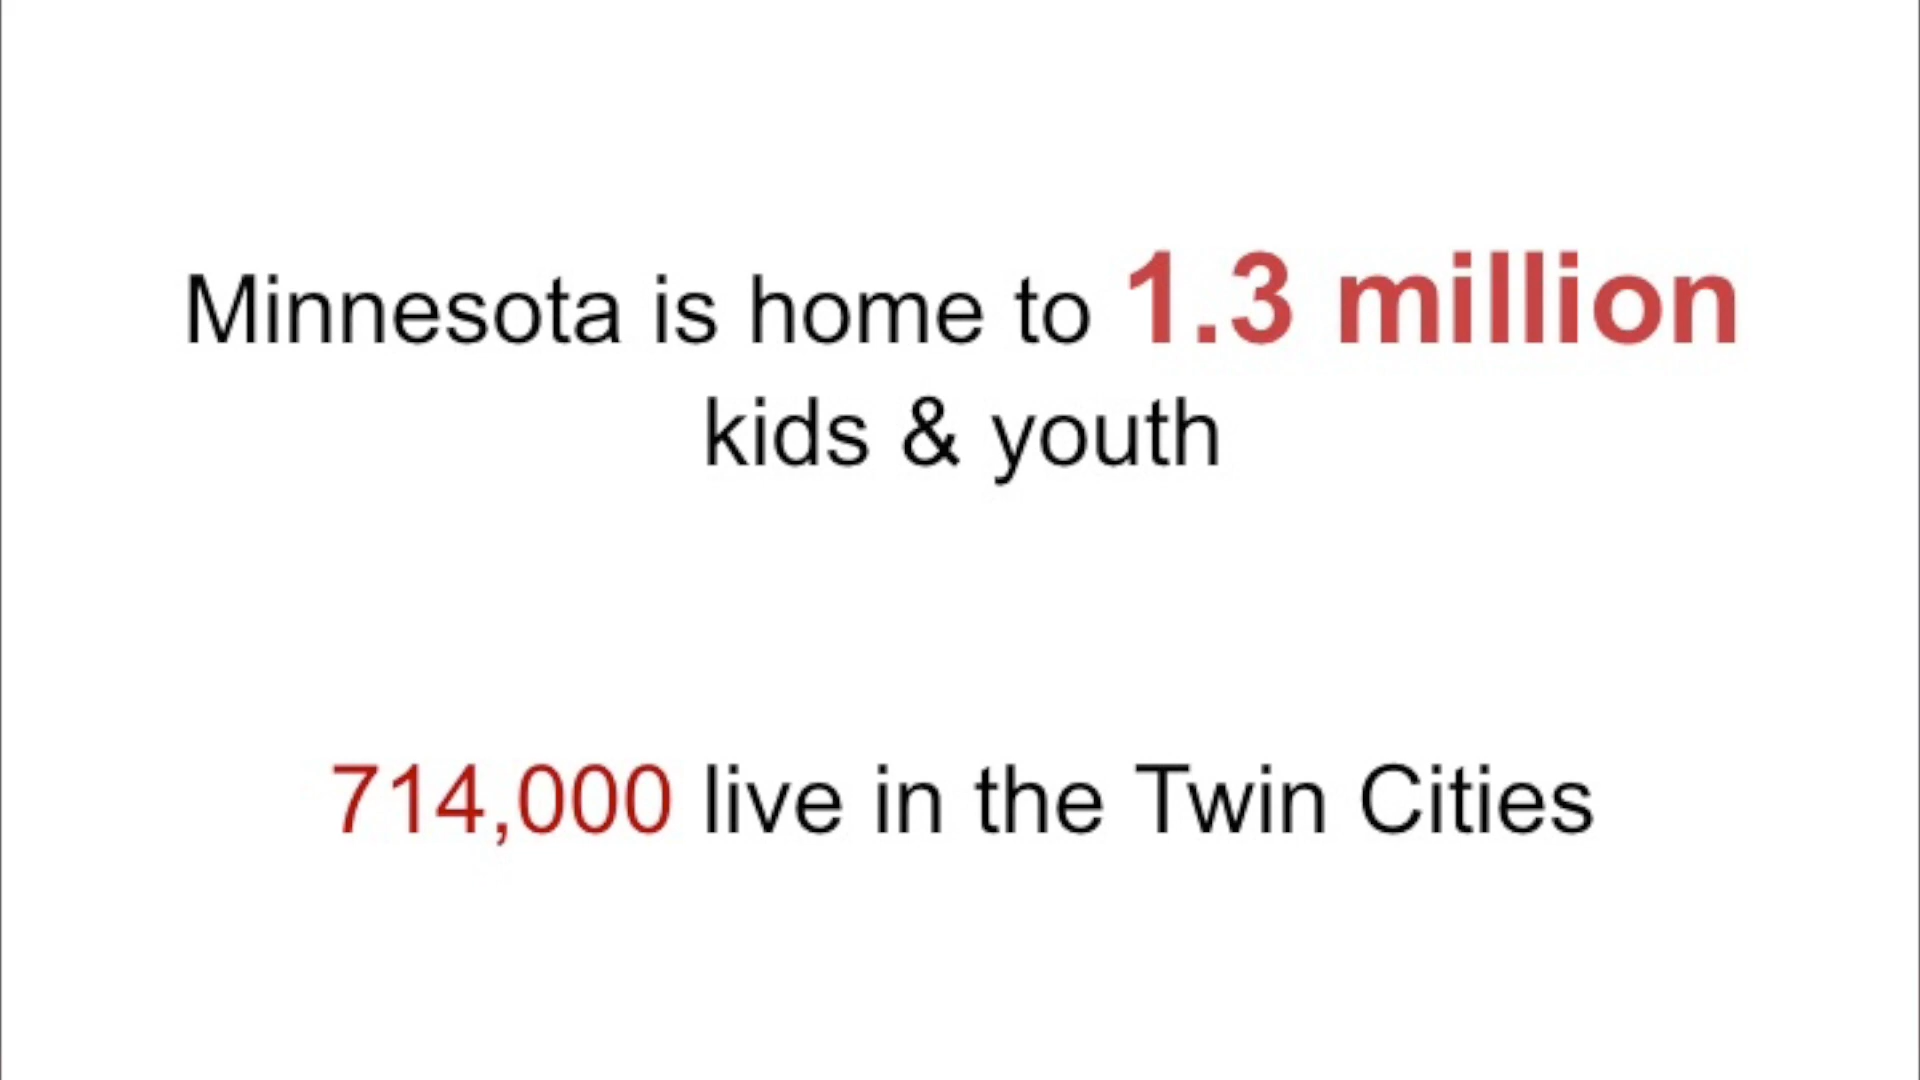 Minnesota is home to 1.3 million
kids & youth
714,000 live in the Twin Cities